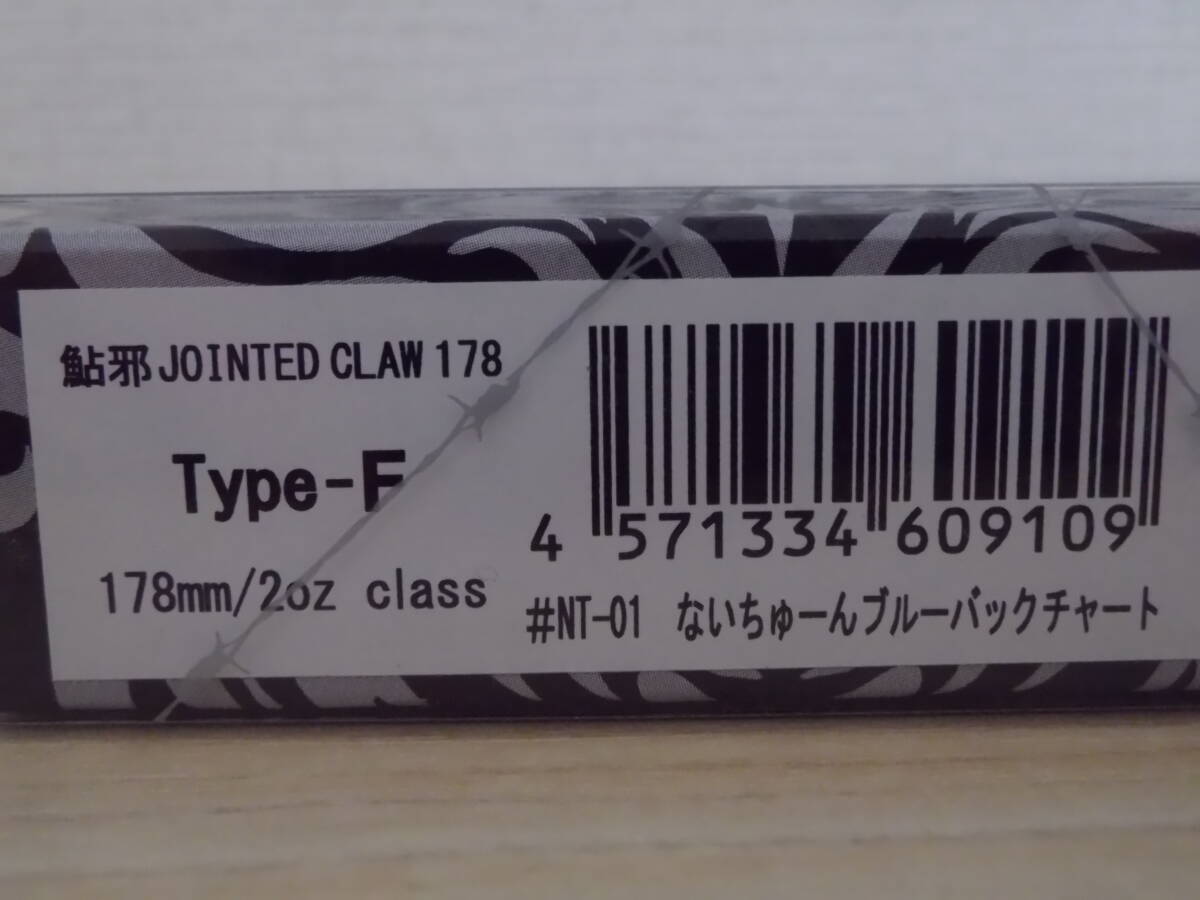 鮎邪 JOINTED CLAW 178
Type-F
178mm/2oz class
4 571334 609109
#NT-01 ないちゅーんブルーバックチャート